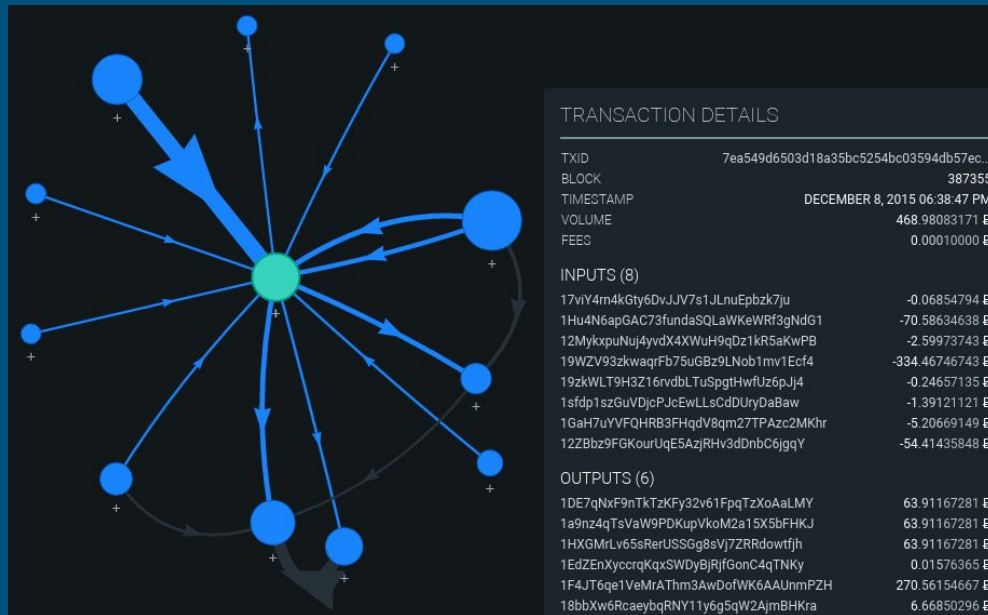 TRANSACTION DETAILS
TXID 7ea549d6503d18a35bc5254bc03594db57ec...
BLOCK 387355
TIMESTAMP DECEMBER 8, 2015 06:38:47 PM
VOLUME 468.98083171
FEES 0.00010000
INPUTS (8)
17viY4rn4kGty6DvJJV7s1JLnuEpbzk7ju -0.06854794
1Hu4N6apGAC73fundaSQLaWKeWRf3gNdG1 -70.58634638
12MykxpuNuj4yvdX4XWuH9qDz1kR5aKwPB -2.59973743
19WZV93zkwaqrFb75uGBz9LNob1mv1Ecf4 -334.46746743
19zkWLT9H3Z16rvdbLTuSpgtHwfUz6pJj4 -0.24657135
1sfdp1szGuVDjcPJcEwLLsCdDUryDaBaw -1.39121121
1GaH7uYVFQHRB3FHqdV8qm27TPAzc2MKhr -5.20669149
12ZBbz9FGKourUqE5AzjRHv3dDnbC6jgqY -54.41435848
OUTPUTS (6)
1DE7qNxF9nTkTzKFy32v61FpqTzXoAaLMY 63.91167281
1a9nz4qTsVaW9PDKupVkoM2a15X5bFHKJ 63.91167281
1HXGMrLv65sRerUSSGg8sVj7ZRRdowtfjh 63.91167281
1EdZEnXyccrqKqxSWDyBjRjfGonC4qTNKy 0.01576365
1F4JT6qe1VeMrAThm3AwDofWK6AAUnmPZH 270.56154667
18bbXw6RcaeybqRNY11y6g5qW2AjmBHKra 6.66850296